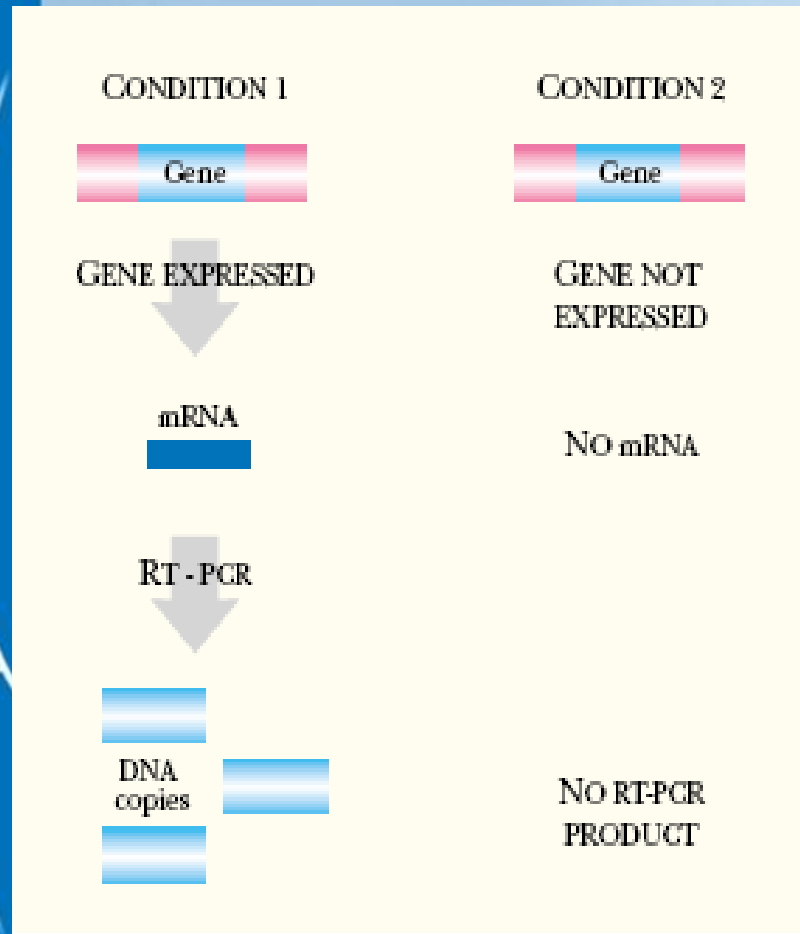 CONDITION 1
Gene
GENE EXPRESSED
mRNA
RT - PCR
DNA
copies
CONDITION 2
Gene
GENE NOT
EXPRESSED
NO mRNA
NO RT-PCR
PRODUCT